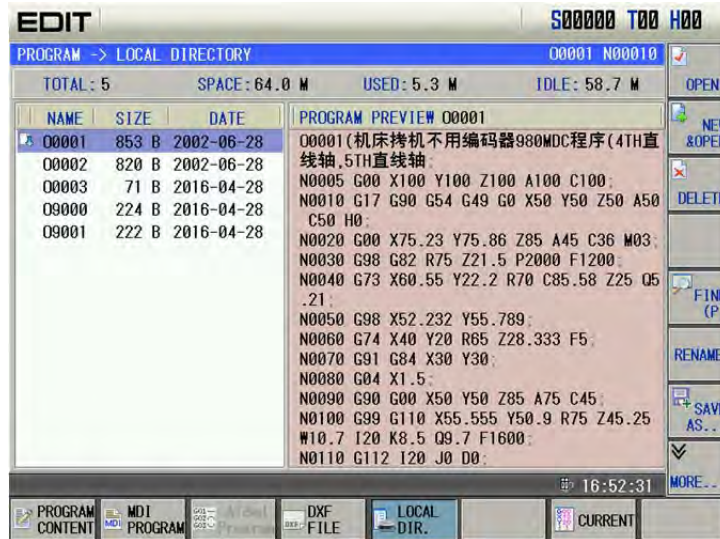 EDIT S00000 T00 H00
PROGRAM -> LOCAL DIRECTORY O0001 N00010
TOTAL: 5 SPACE: 64.0 M USED: 5.3 M IDLE: 58.7 M
NAME SIZE DATE
O0001 853 B 2002-06-28
O0002 820 B 2002-06-28
O0003 71 B 2016-04-28
O9000 224 B 2016-04-28
O9001 222 B 2016-04-28
PROGRAM PREVIEW O0001
O0001(机床拷机不用编码器980MDC程序(4TH直
线轴,5TH直线轴;
N0005 G00 X100 Y100 Z100 A100 C100;
N0010 G17 G90 G54 G49 G0 X50 Y50 Z50 A50
C50 H0;
N0020 G00 X75.23 Y75.86 Z85 A45 C36 M03;
N0030 G98 G82 R75 Z21.5 P2000 F1200;
N0040 G73 X60.55 Y22.2 R70 C85.58 Z25 Q5
.21;
N0050 G98 X52.232 Y55.789;
N0060 G74 X40 Y20 R65 Z28.333 F5;
N0070 G91 G84 X30 Y30;
N0080 G04 X1.5;
N0090 G90 G00 X50 Y50 Z85 A75 C45;
N0100 G99 G110 X55.555 Y50.9 R75 Z45.25
W10.7 I20 K8.5 Q9.7 F1600;
N0110 G112 I20 J0 D0;
OPEN
NE
&OPE
DELET
FIN
(P
RENAME
SAV
AS..
MORE..
16:52:31
PROGRAM
CONTENT
MDI
PROGRAM
DXF
FILE
LOCAL
DIR.
CURRENT